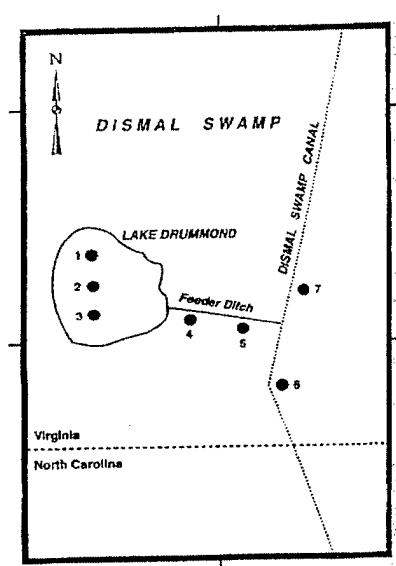 N
DISMAL SWAMP
DISMAL SWAMP CANAL
LAKE DRUMMOND
1
2
3
Feeder Ditch
4
5
7
6
Virginia
North Carolina